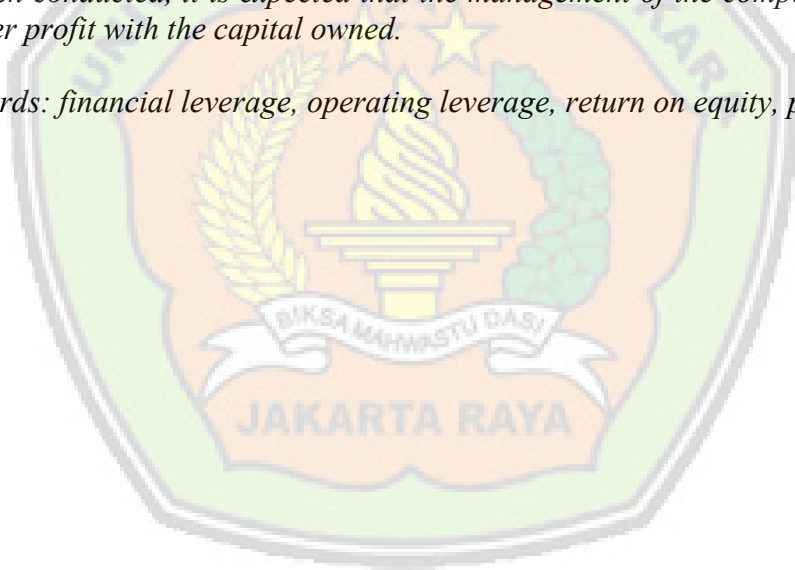 conducted, it is expected that the management of the
er profit with the capital owned.
rds: financial leverage, operating leverage, return on equity, p
BIKSA MAHWASTU DASI
JAKARTA RAYA